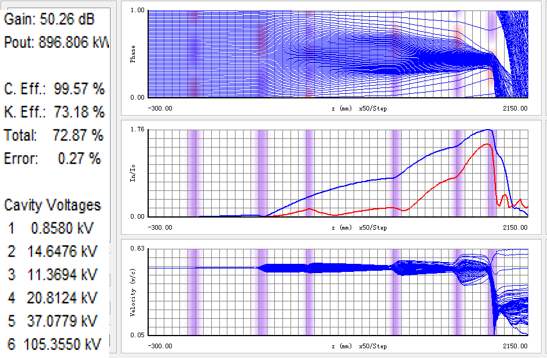 Gain: 50.26 dB
Pout: 896.806 kW
C. Eff.: 99.57 %
K. Eff.: 73.18 %
Total: 72.87 %
Error: 0.27 %
Cavity Voltages
1 0.8580 kV
2 14.6476 kV
3 11.3694 kV
4 20.8124 kV
5 37.0779 kV
6 105.3550 kV
1.00
Phase
0.00
-300.00 z (mm) x50/Step 2150.00
1.76
In/Io
0.00
-300.00 z (mm) x50/Step 2150.00
0.63
Velocity (v/c)
0.05
-300.00 z (mm) x50/Step 2150.00